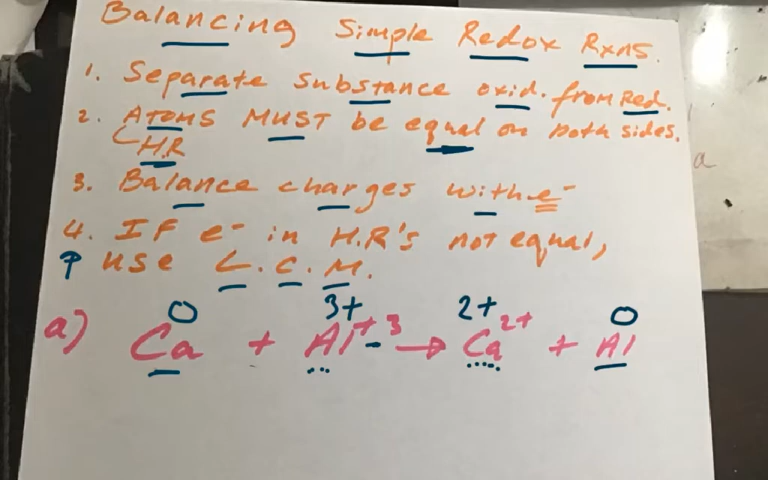 Balancing Simple Redox Rxns.
1. Separate substance oxid. from Red.
2. Atoms MUST be equal on both sides.
H.R
3. Balance charges with e⁻
4. IF e⁻ in H.R's not equal,
↑ use L.C.M.
0 3+ 2+ 0
a) Ca + Al⁺³ → Ca²⁺ + Al
a